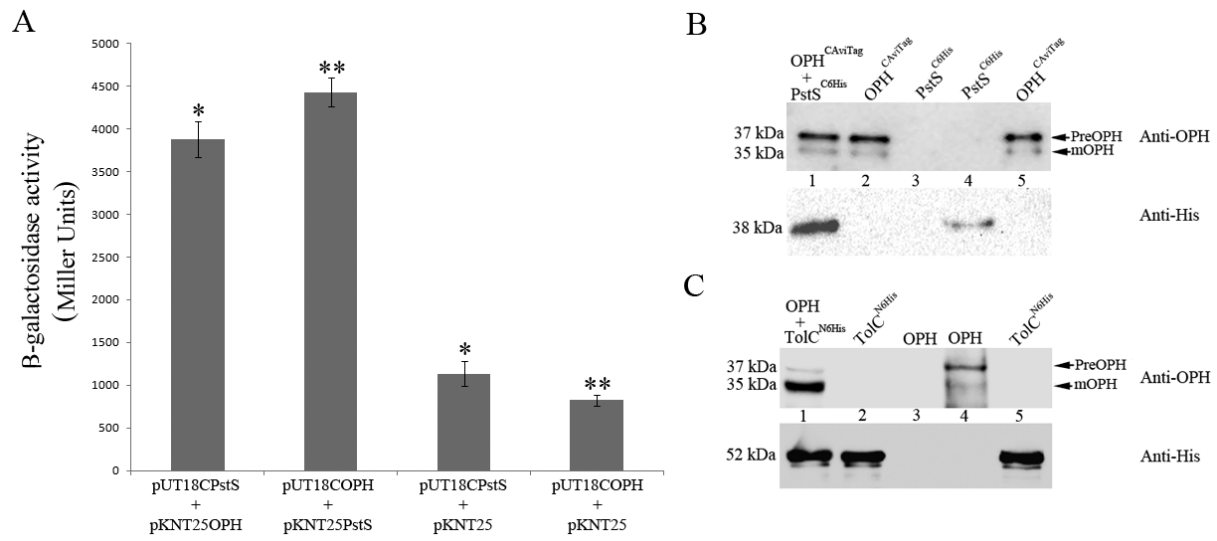 A
β-galactosidase activity
(Miller Units)
5000
4500
4000
3500
3000
2500
2000
1500
1000
500
0
*
**
*
**
pUT18CPstS
+
pKNT25OPH
pUT18COPH
+
pKNT25PstS
pUT18CPstS
+
pKNT25
pUT18COPH
+
pKNT25
B
OPH^CAviTag
+
PstS^C6His
OPH^CAviTag
PstS^C6His
PstS^C6His
OPH^CAviTag
37 kDa
35 kDa
PreOPH
mOPH
Anti-OPH
1 2 3 4 5
38 kDa
Anti-His
C
OPH
+
TolC^N6His
TolC^N6His
OPH
OPH
TolC^N6His
37 kDa
35 kDa
PreOPH
mOPH
Anti-OPH
1 2 3 4 5
52 kDa
Anti-His